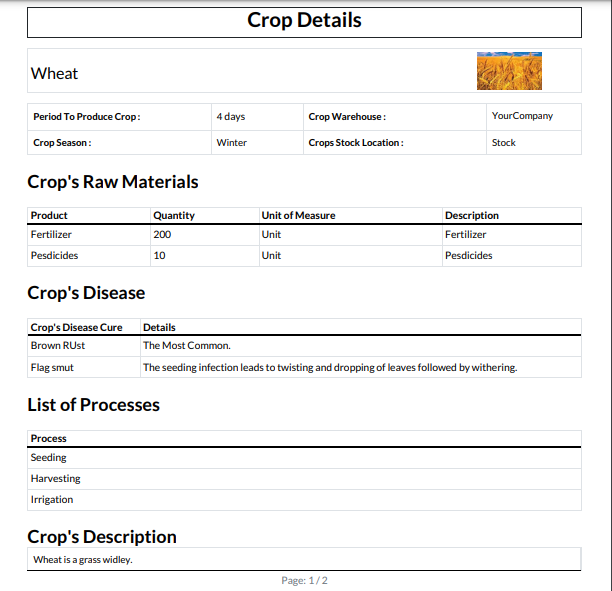 Crop Details
Wheat
Period To Produce Crop : 4 days Crop Warehouse : YourCompany
Crop Season : Winter Crops Stock Location : Stock
Crop's Raw Materials
Product Quantity Unit of Measure Description
Fertilizer 200 Unit Fertilizer
Pesdicides 10 Unit Pesdicides
Crop's Disease
Crop's Disease Cure Details
Brown RUst The Most Common.
Flag smut The seeding infection leads to twisting and dropping of leaves followed by withering.
List of Processes
Process
Seeding
Harvesting
Irrigation
Crop's Description
Wheat is a grass widley.
Page: 1 / 2